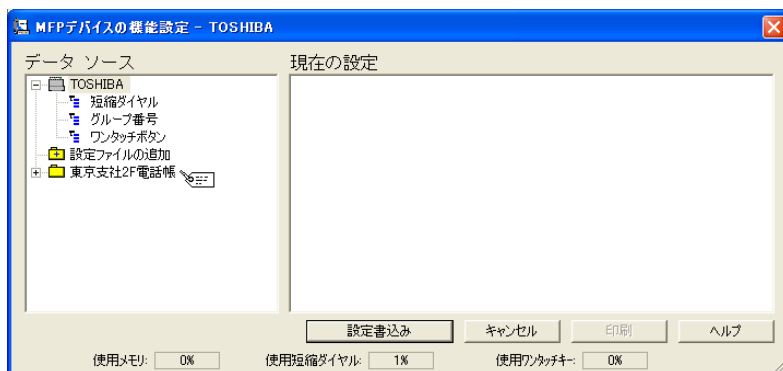 MFPデバイスの機能設定 - TOSHIBA
データ ソース
現在の設定
TOSHIBA
短縮ダイヤル
グループ番号
ワンタッチボタン
設定ファイルの追加
東京支社2F電話帳
設定書込み
キャンセル
印刷
ヘルプ
使用メモリ: 0%
使用短縮ダイヤル: 1%
使用ワンタッチキー: 0%